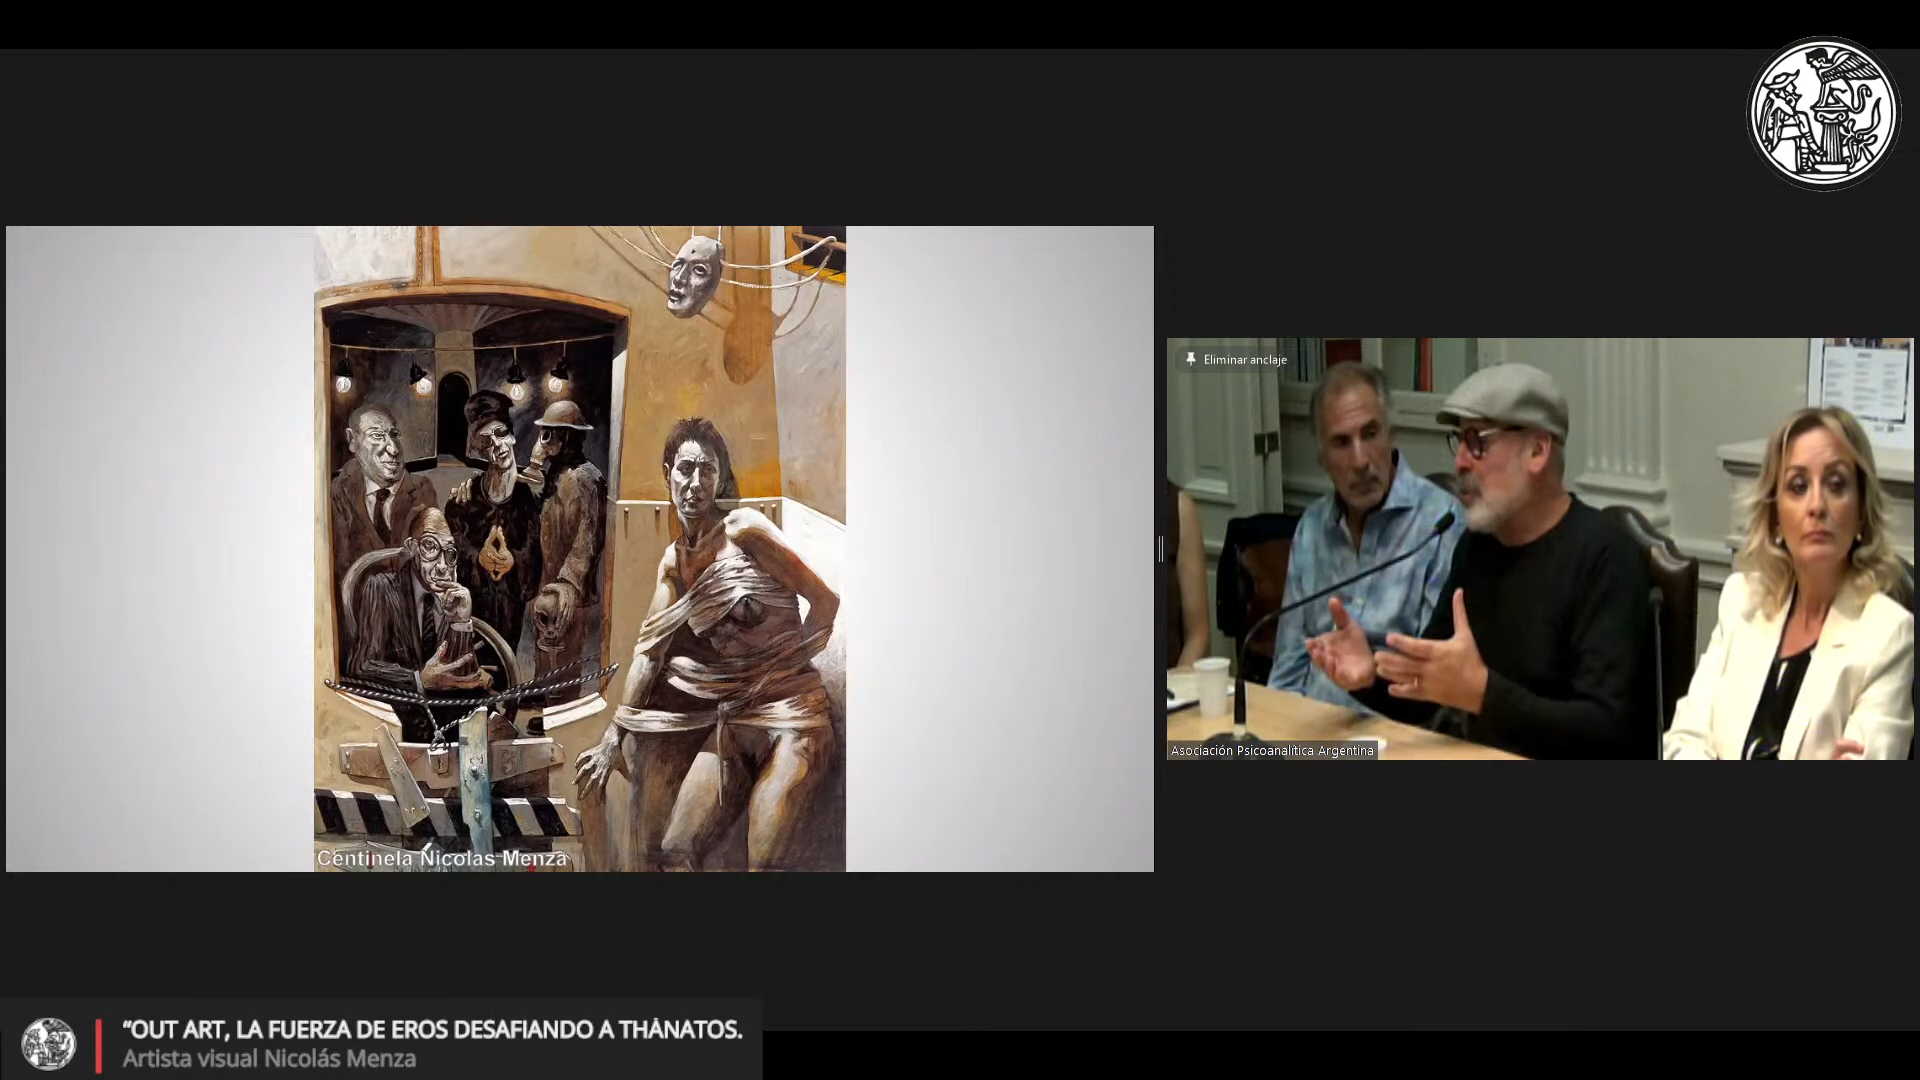 Eliminar anclaje
Asociación Psicoanalítica Argentina
Centinela Nicolas Menza
“OUT ART, LA FUERZA DE EROS DESAFIANDO A THÁNATOS.
Artista visual Nicolás Menza